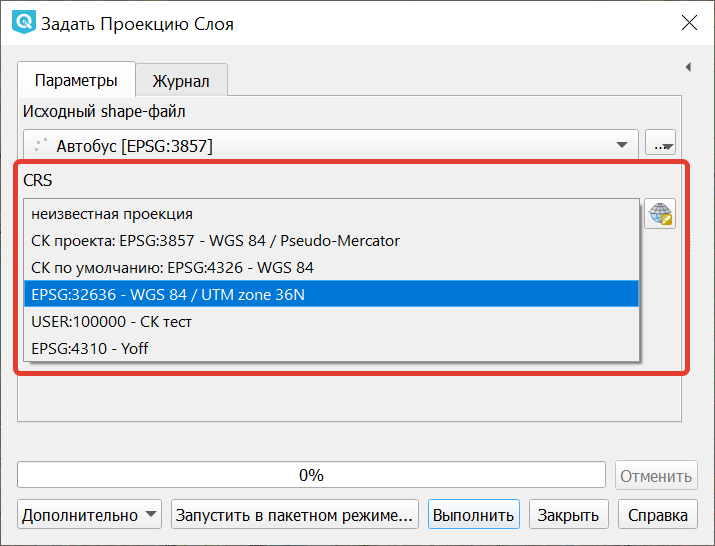 Задать Проекцию Слоя
Параметры
Журнал
Исходный shape-файл
Автобус [EPSG:3857]
...
CRS
неизвестная проекция
СК проекта: EPSG:3857 - WGS 84 / Pseudo-Mercator
СК по умолчанию: EPSG:4326 - WGS 84
EPSG:32636 - WGS 84 / UTM zone 36N
USER:100000 - СК тест
EPSG:4310 - Yoff
0%
Отменить
Дополнительно
Запустить в пакетном режиме...
Выполнить
Закрыть
Справка